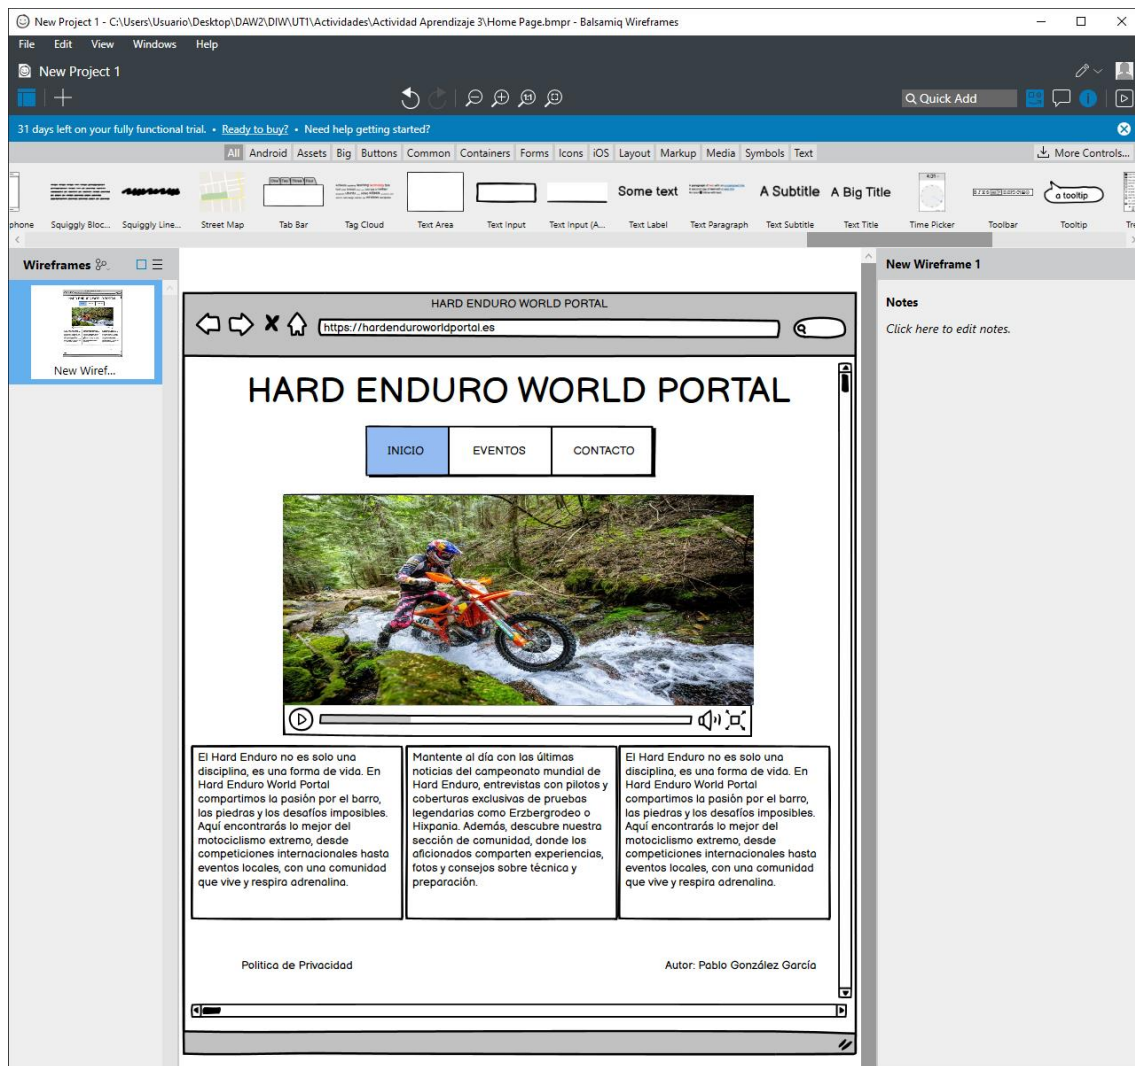 New Project 1 - C:\Users\Usuario\Desktop\DAW2\DIW\UT1\Actividades\Actividad Aprendizaje 3\Home Page.bmpr - Balsamiq Wireframes
File Edit View Windows Help
New Project 1
Quick Add
31 days left on your fully functional trial. • Ready to buy? • Need help getting started?
All Android Assets Big Buttons Common Containers Forms Icons iOS Layout Markup Media Symbols Text
More Controls...
Some text A Subtitle A Big Title a tooltip
phone Squiggly Bloc... Squiggly Line... Street Map Tab Bar Tag Cloud Text Area Text Input Text Input (A... Text Label Text Paragraph Text Subtitle Text Title Time Picker Toolbar Tooltip Tre
Wireframes
New Wireframe 1
New Wiref...
Notes
Click here to edit notes.
HARD ENDURO WORLD PORTAL
https://hardenduroworldportal.es
HARD ENDURO WORLD PORTAL
INICIO EVENTOS CONTACTO
El Hard Enduro no es solo una
disciplina, es una forma de vida. En
Hard Enduro World Portal
compartimos la pasión por el barro,
las piedras y los desafíos imposibles.
Aquí encontrarás lo mejor del
motociclismo extremo, desde
competiciones internacionales hasta
eventos locales, con una comunidad
que vive y respira adrenalina.
Mantente al día con las últimas
noticias del campeonato mundial de
Hard Enduro, entrevistas con pilotos y
coberturas exclusivas de pruebas
legendarias como Erzbergrodeo o
Hixpania. Además, descubre nuestra
sección de comunidad, donde los
aficionados comparten experiencias,
fotos y consejos sobre técnica y
preparación.
El Hard Enduro no es solo una
disciplina, es una forma de vida. En
Hard Enduro World Portal
compartimos la pasión por el barro,
las piedras y los desafíos imposibles.
Aquí encontrarás lo mejor del
motociclismo extremo, desde
competiciones internacionales hasta
eventos locales, con una comunidad
que vive y respira adrenalina.
Politica de Privacidad
Autor: Pablo González García